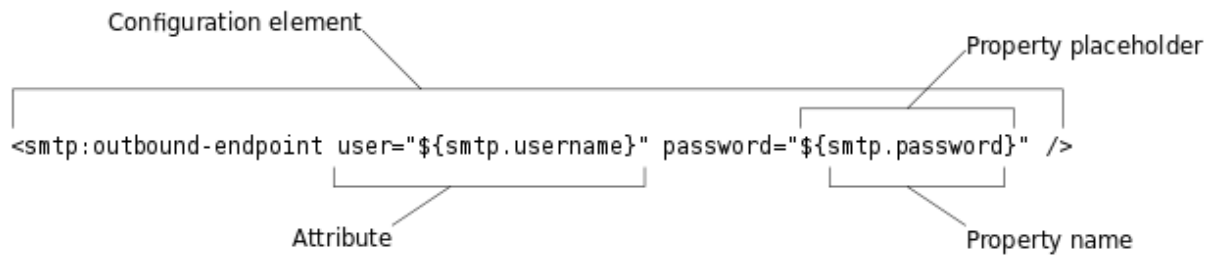 Configuration element
Property placeholder
<smtp:outbound-endpoint user="${smtp.username}" password="${smtp.password}" />
Attribute
Property name